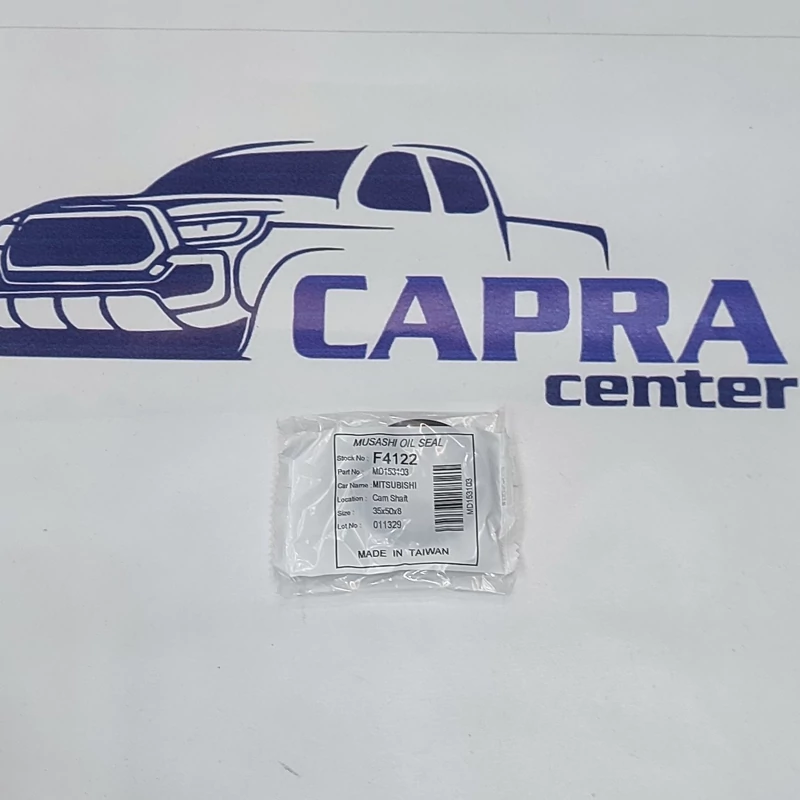 CAPRA
center
MUSASHI OIL SEAL
Stock No : F4122
Part No : MD153103
Car Name : MITSUBISHI
Location : Cam Shaft
Size : 35x50x8
Lot No : 011329
MD153103
MADE IN TAIWAN